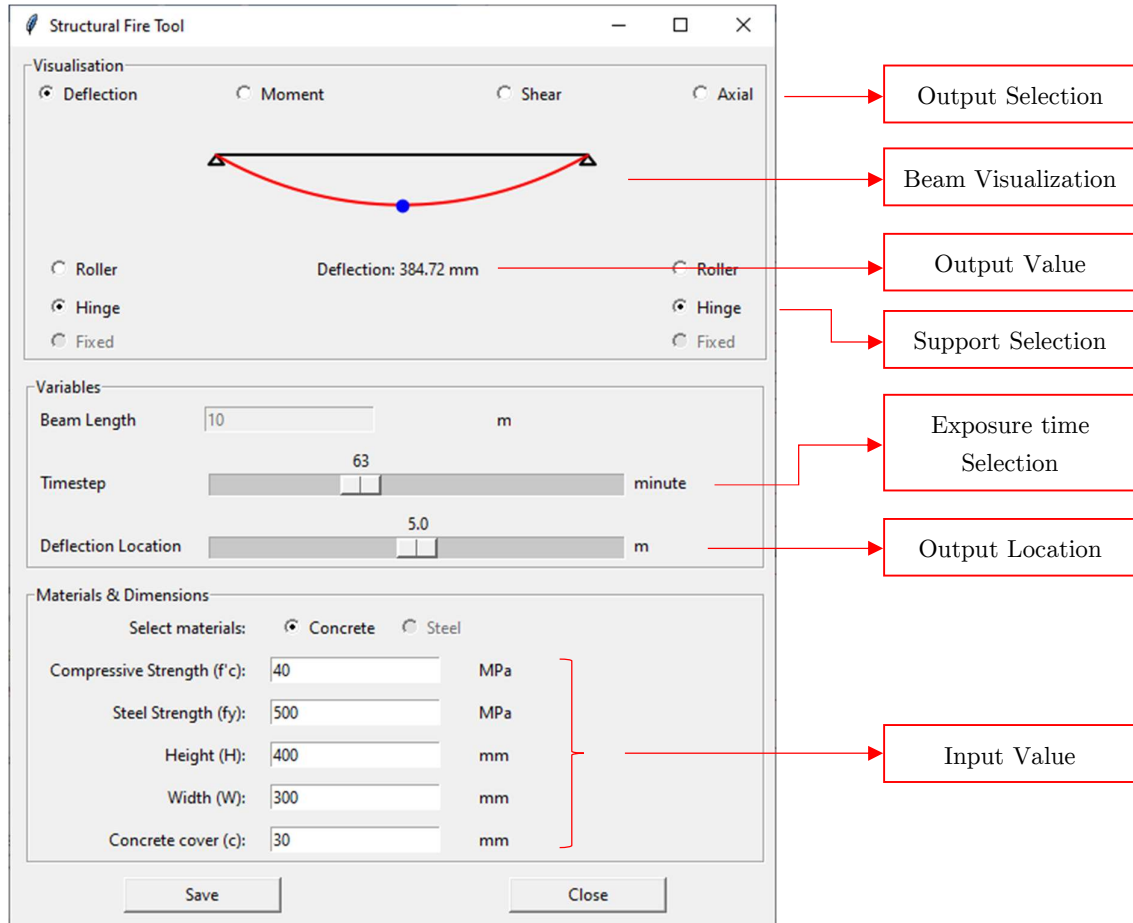 Structural Fire Tool
Visualisation
Deflection Moment Shear Axial
Output Selection
Beam Visualization
Roller Deflection: 384.72 mm Roller
Output Value
Hinge Hinge
Fixed Fixed
Support Selection
Variables
Beam Length 10 m
63
Timestep minute
Exposure time
Selection
5.0
Deflection Location m
Output Location
Materials & Dimensions
Select materials: Concrete Steel
Compressive Strength (f'c): 40 MPa
Steel Strength (fy): 500 MPa
Height (H): 400 mm
Width (W): 300 mm
Concrete cover (c): 30 mm
Input Value
Save Close